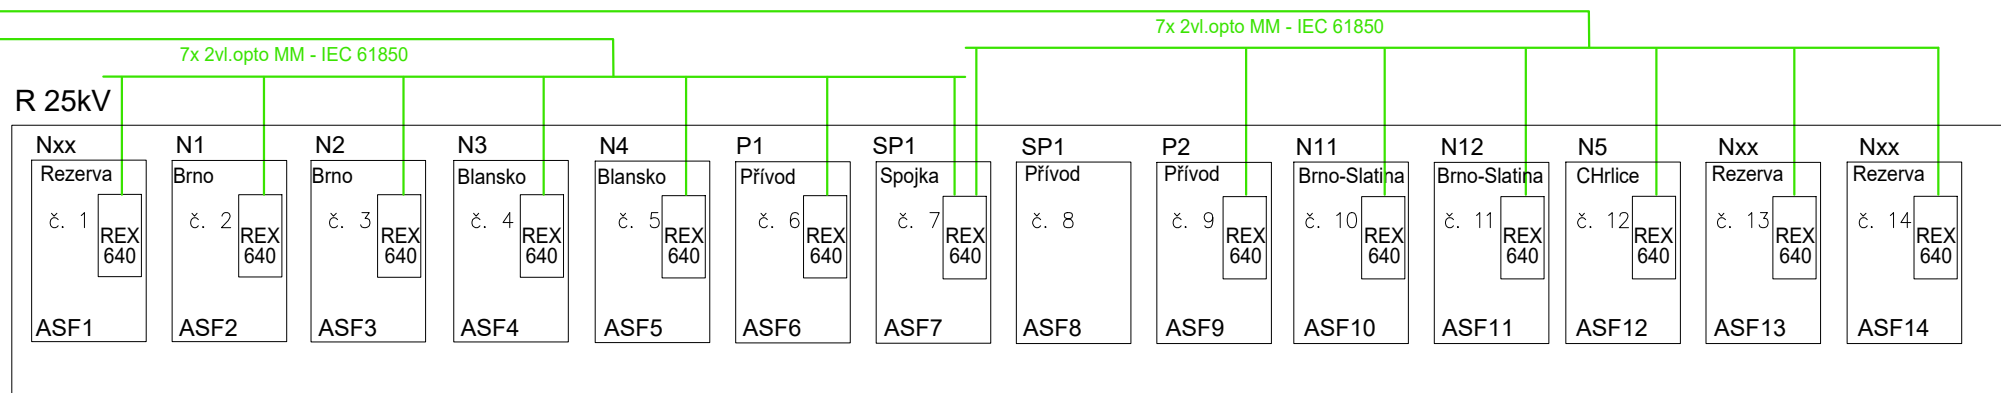 7x 2vl.opto MM - IEC 61850
7x 2vl.opto MM - IEC 61850
R 25kV
Nxx
Rezerva
č. 1
REX
640
ASF1
N1
Brno
č. 2
REX
640
ASF2
N2
Brno
č. 3
REX
640
ASF3
N3
Blansko
č. 4
REX
640
ASF4
N4
Blansko
č. 5
REX
640
ASF5
P1
Přívod
č. 6
REX
640
ASF6
SP1
Spojka
č. 7
REX
640
ASF7
SP1
Přívod
č. 8
ASF8
P2
Přívod
č. 9
REX
640
ASF9
N11
Brno-Slatina
č. 10
REX
640
ASF10
N12
Brno-Slatina
č. 11
REX
640
ASF11
N5
CHrlice
č. 12
REX
640
ASF12
Nxx
Rezerva
č. 13
REX
640
ASF13
Nxx
Rezerva
č. 14
REX
640
ASF14